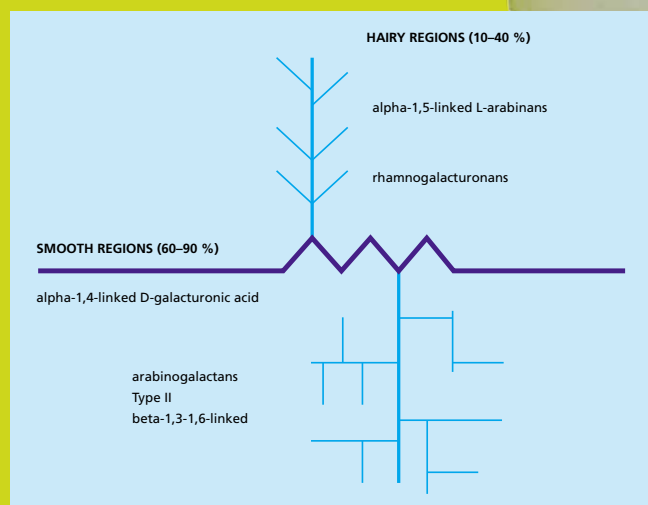 HAIRY REGIONS (10–40 %)
alpha-1,5-linked L-arabinans
rhamnogalacturonans
SMOOTH REGIONS (60–90 %)
alpha-1,4-linked D-galacturonic acid
arabinogalactans
Type II
beta-1,3-1,6-linked